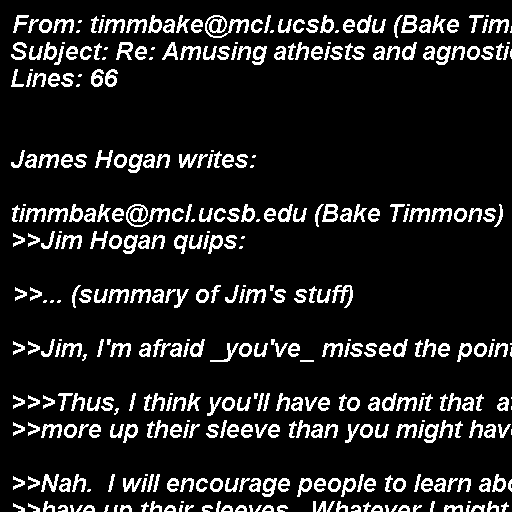 From: timmbake@mcl.ucsb.edu (Bake Tim
Subject: Re: Amusing atheists and agnosti
Lines: 66
James Hogan writes:
timmbake@mcl.ucsb.edu (Bake Timmons)
>>Jim Hogan quips:
>>... (summary of Jim's stuff)
>>Jim, I'm afraid _you've_ missed the point
>>>Thus, I think you'll have to admit that  a
>>more up their sleeve than you might hav
>>Nah.  I will encourage people to learn abo
>>have up their sleeves.  Whatever I might